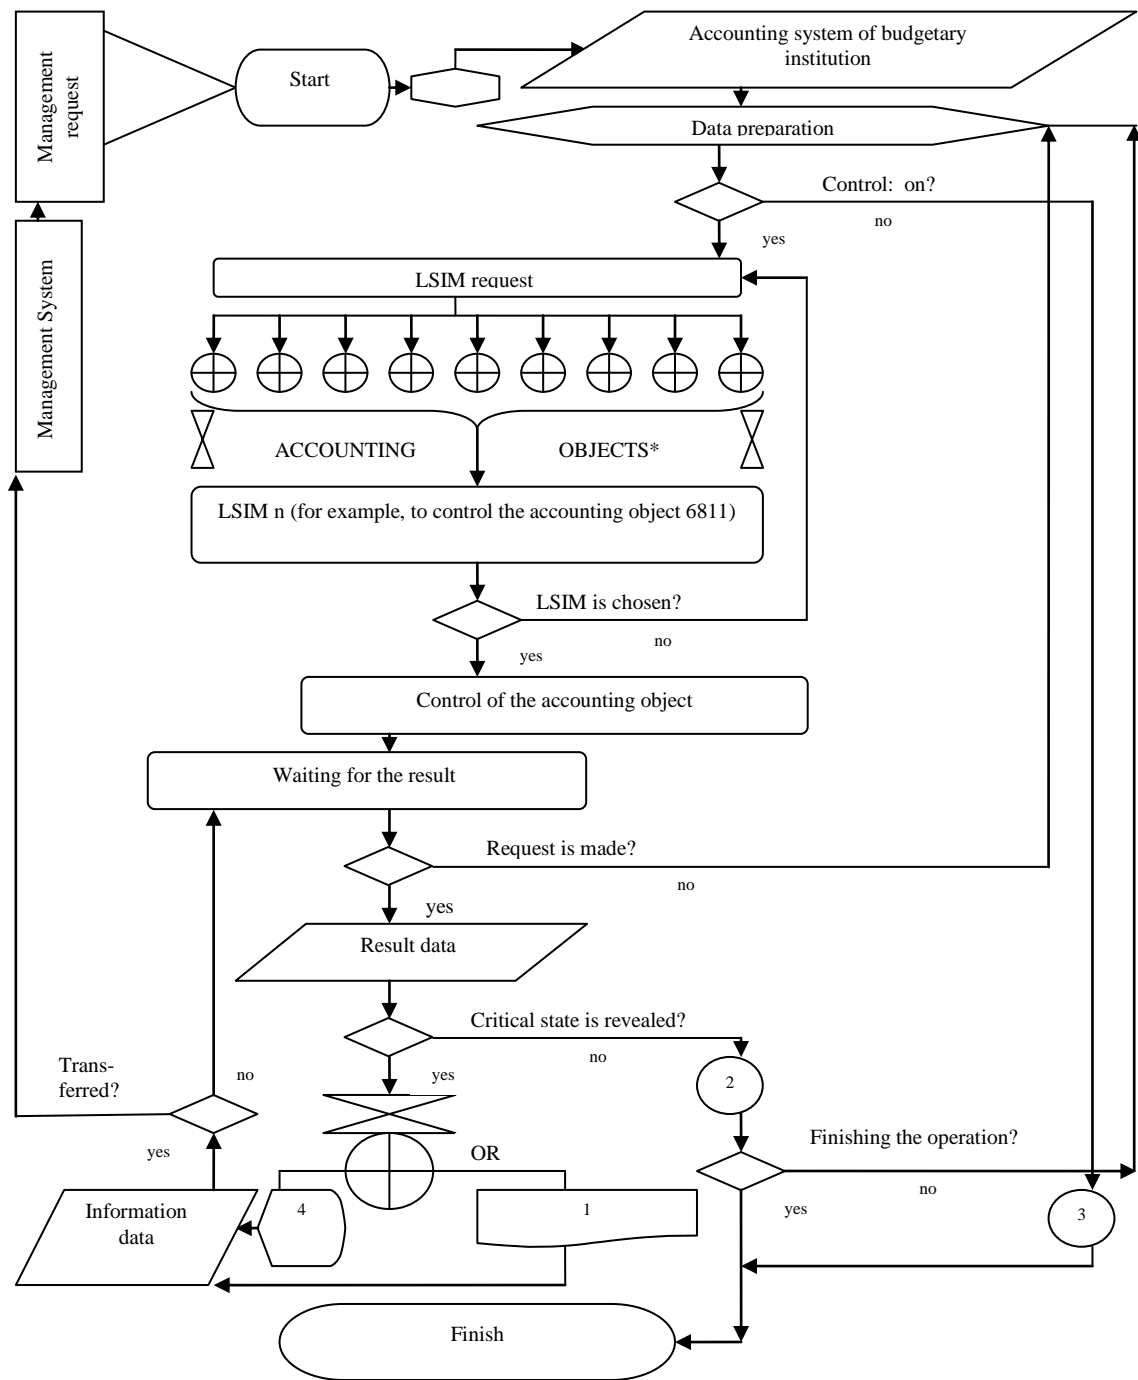 Management
request
Start
Accounting system of budgetary
institution
Data preparation
Control:  on?
no
yes
Management System
LSIM request
ACCOUNTING
OBJECTS*
LSIM n (for example, to control the accounting object 6811)
LSIM is chosen?
no
yes
Control of the accounting object
Waiting for the result
Request is made?
no
yes
Result data
Critical state is revealed?
no
yes
Trans-
ferred?
no
yes
2
OR
Finishing the operation?
no
yes
Information
data
4
1
3
Finish